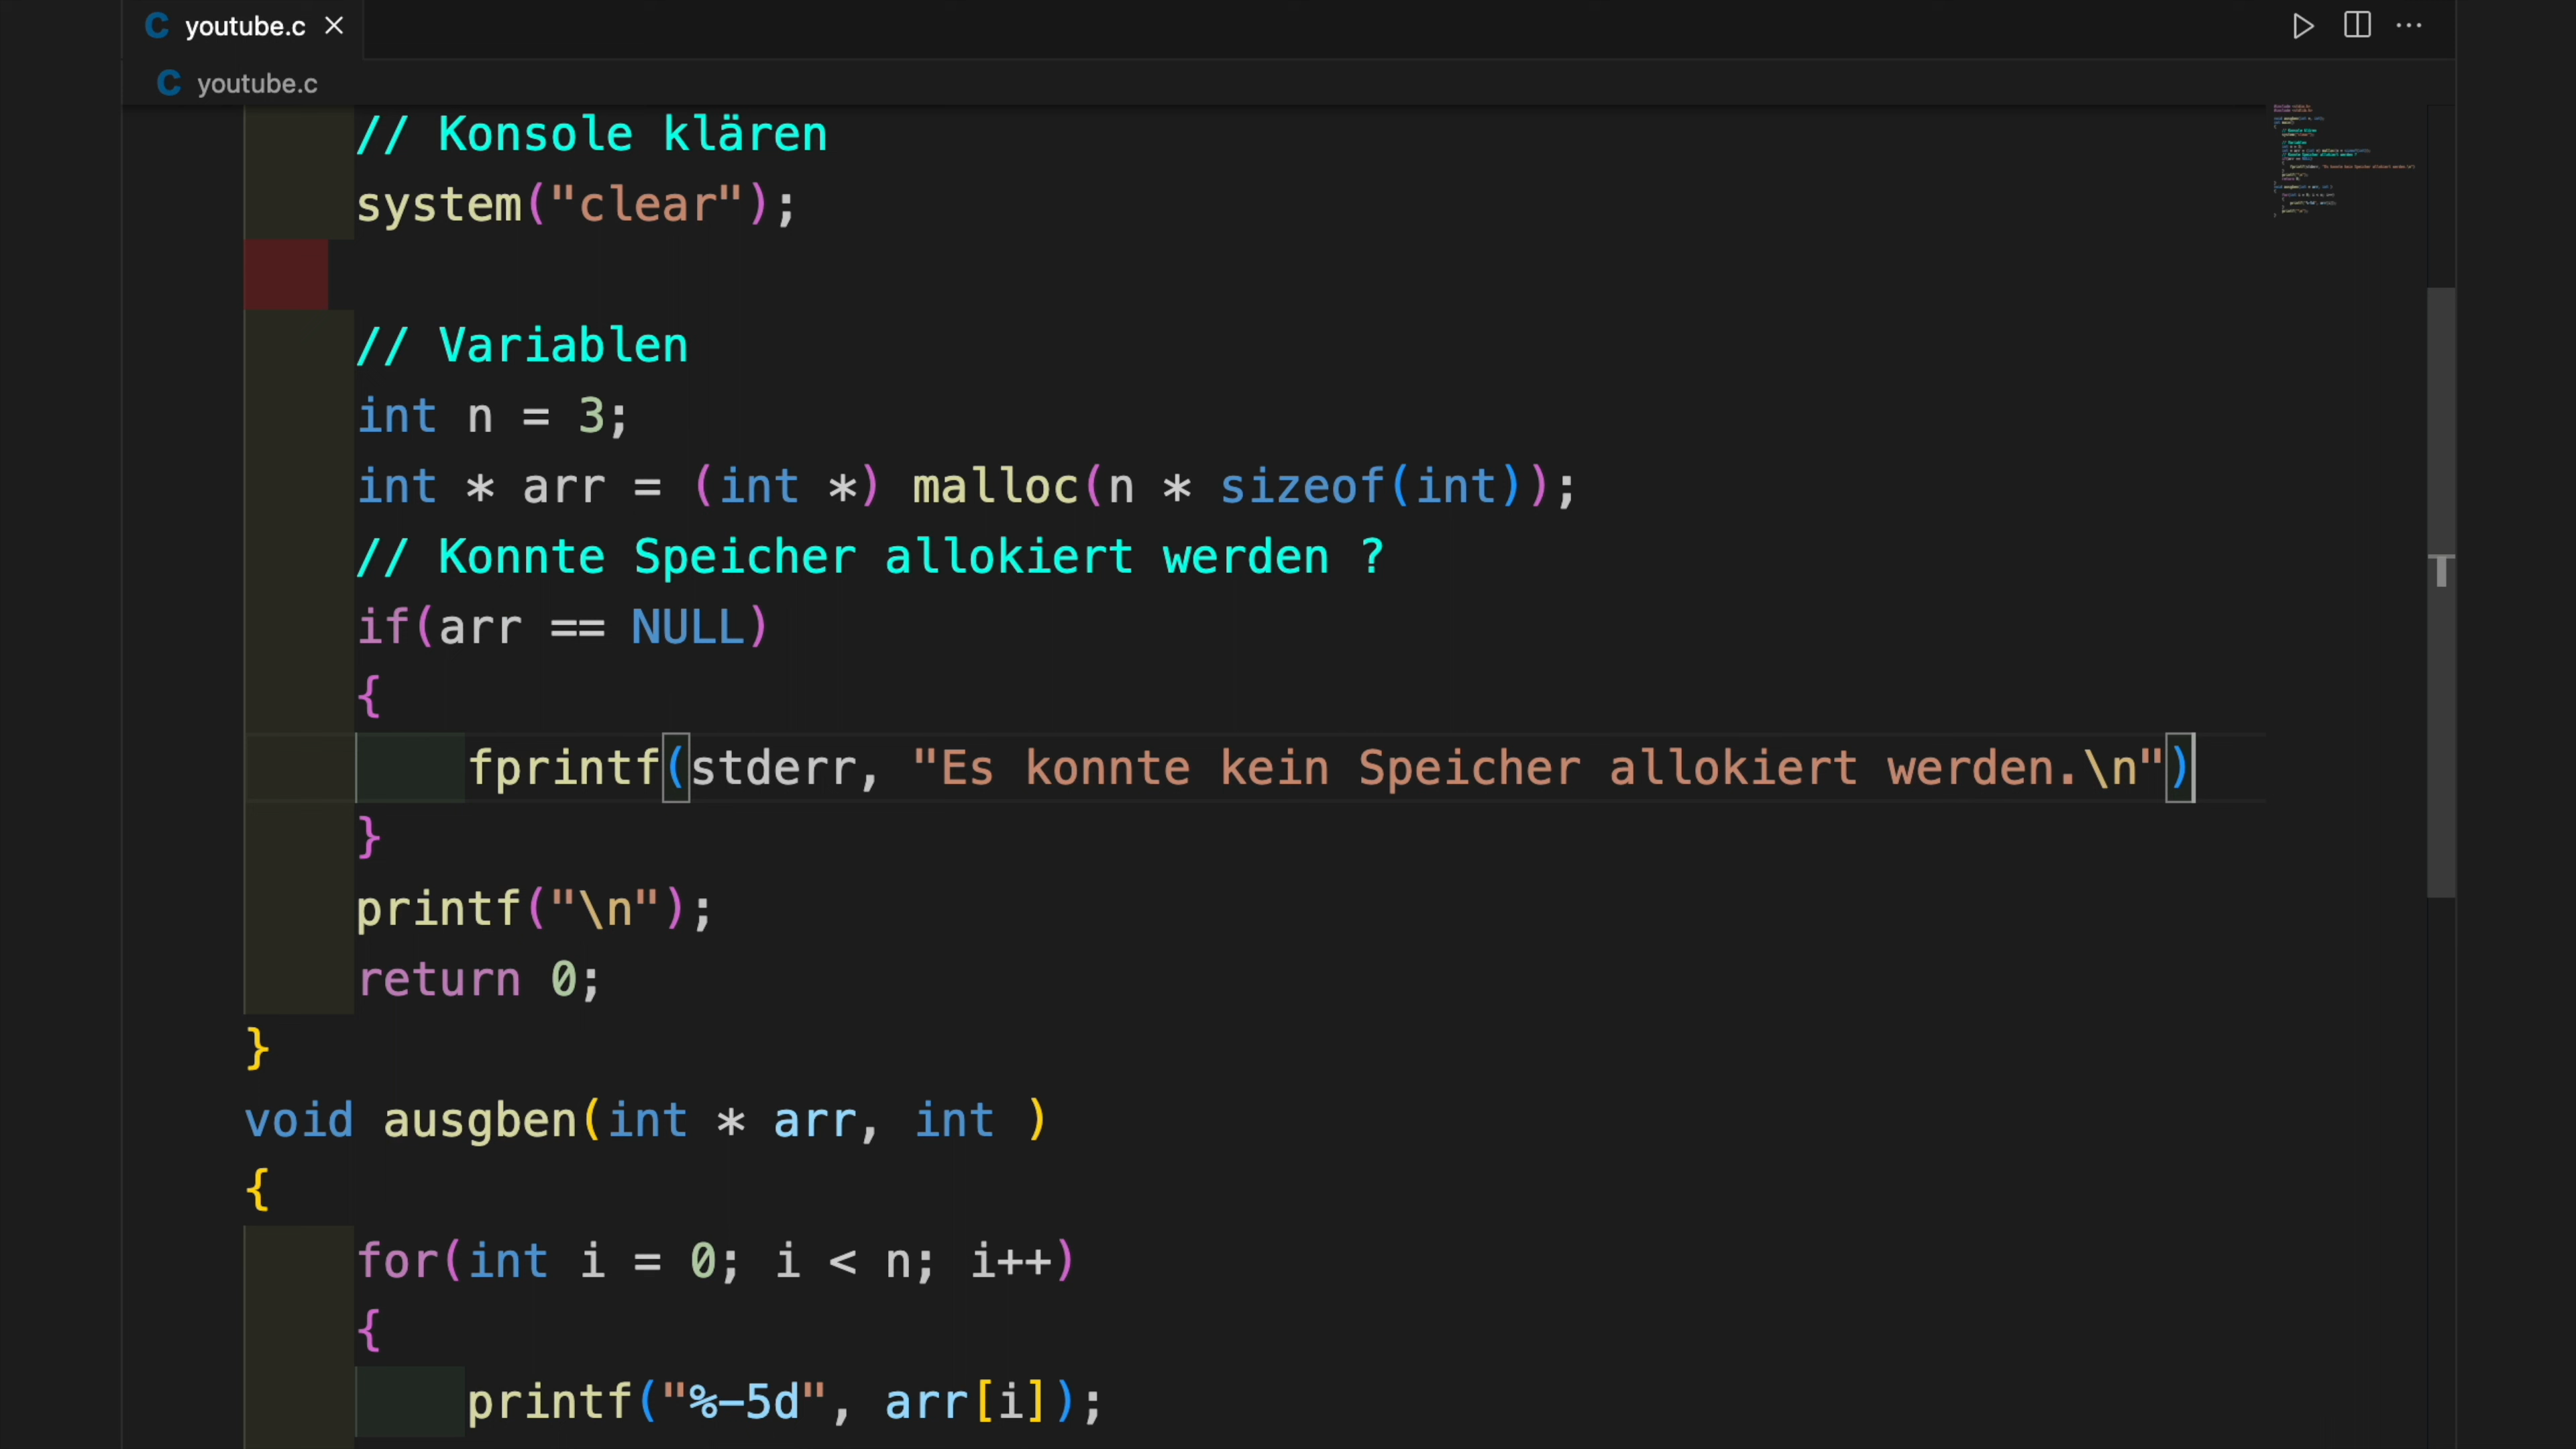 youtube.c
youtube.c
// Konsole klären
system("clear");
// Variablen
int n = 3;
int * arr = (int *) malloc(n * sizeof(int));
// Konnte Speicher allokiert werden ?
if(arr == NULL)
{
fprintf(stderr, "Es konnte kein Speicher allokiert werden.\n")
}
printf("\n");
return 0;
}
void ausgben(int * arr, int )
{
for(int i = 0; i < n; i++)
{
printf("%-5d", arr[i]);